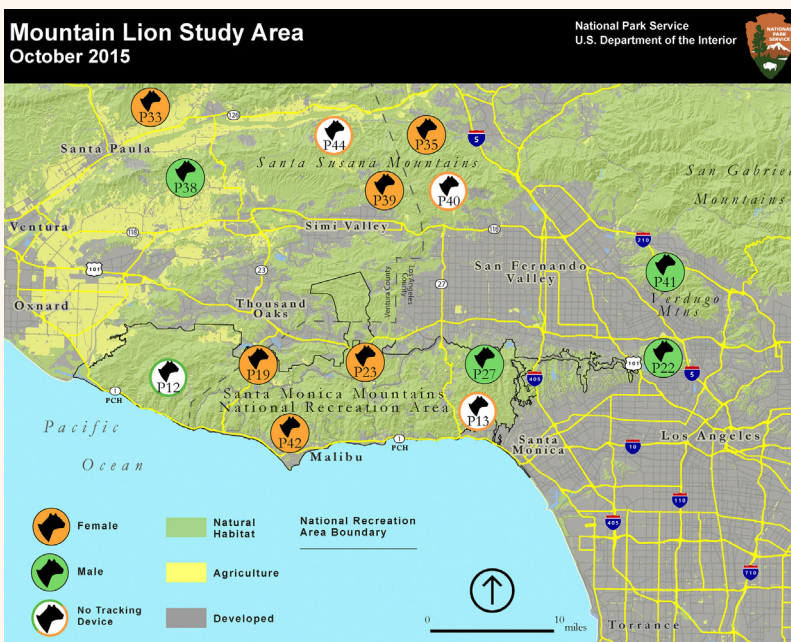 Mountain Lion Study Area
October 2015
National Park Service
U.S. Department of the Interior
NATIONAL
PARK
SERVICE
P33
126
P44
P35
5
Santa Paula
Santa Susana Mountains
San Gabriel
Mountains
P38
P39
P40
Ventura
118
Simi Valley
118
210
101
23
Ventura County
Los Angeles
County
27
San Fernando
Valley
P41
Verdugo
Mtns
Oxnard
Thousand
Oaks
P12
P19
P23
P27
405
101
P22
5
1
PCH
Santa Monica Mountains
National Recreation Area
P13
Pacific
Ocean
P42
Malibu
1
PCH
Santa
Monica
10
Los Angeles
110
405
710
Torrance
Female
Male
No Tracking
Device
Natural
Habitat
Agriculture
Developed
National Recreation
Area Boundary
0
10
miles